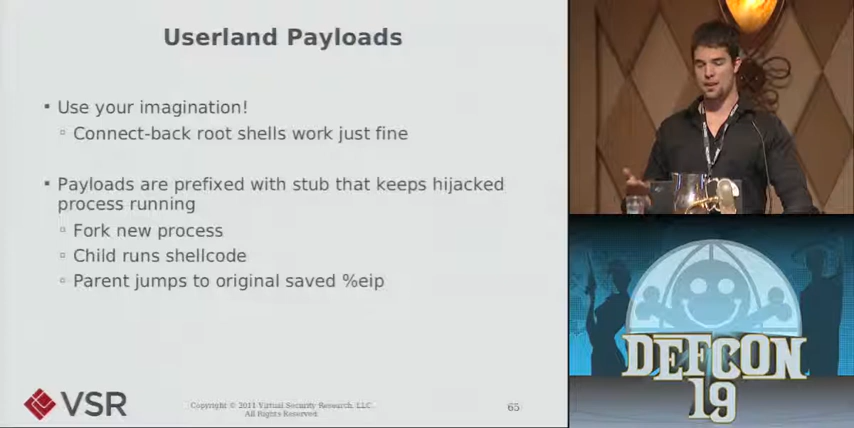 Userland Payloads
▪ Use your imagination!
▫ Connect-back root shells work just fine
▪ Payloads are prefixed with stub that keeps hijacked
process running
▫ Fork new process
▫ Child runs shellcode
▫ Parent jumps to original saved %eip
VSR
Copyright © 2011 Virtual Security Research, LLC.
All Rights Reserved.
65
DEFCON
19